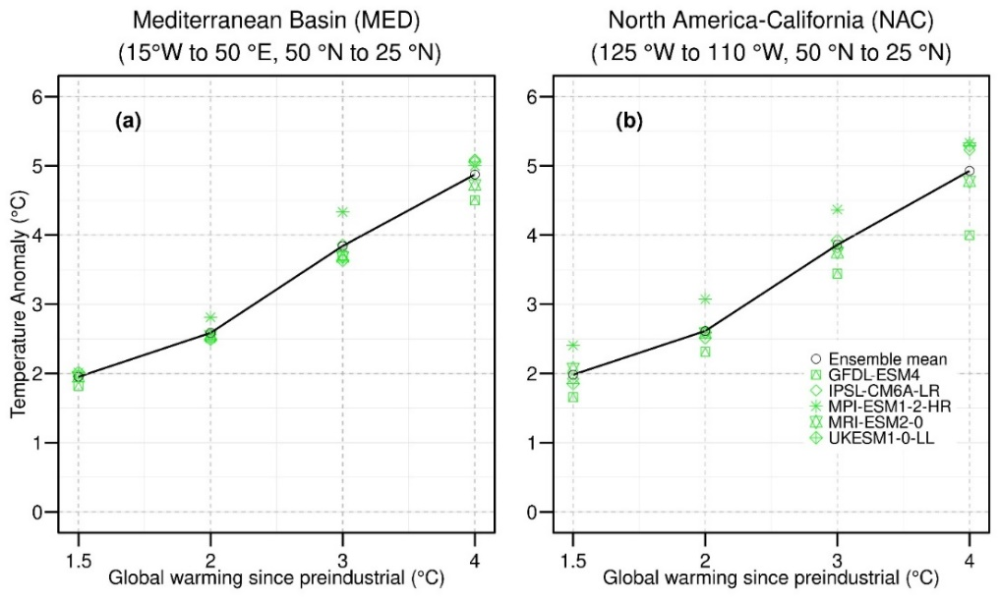 Mediterranean Basin (MED)
(15°W to 50 °E, 50 °N to 25 °N)
North America-California (NAC)
(125 °W to 110 °W, 50 °N to 25 °N)
(a)
(b)
Temperature Anomaly (°C)
6
5
4
3
2
1
0
6
5
4
3
2
1
0
Ensemble mean
GFDL-ESM4
IPSL-CM6A-LR
MPI-ESM1-2-HR
MRI-ESM2-0
UKESM1-0-LL
1.5 2 3 4
1.5 2 3 4
Global warming since preindustrial (°C)
Global warming since preindustrial (°C)